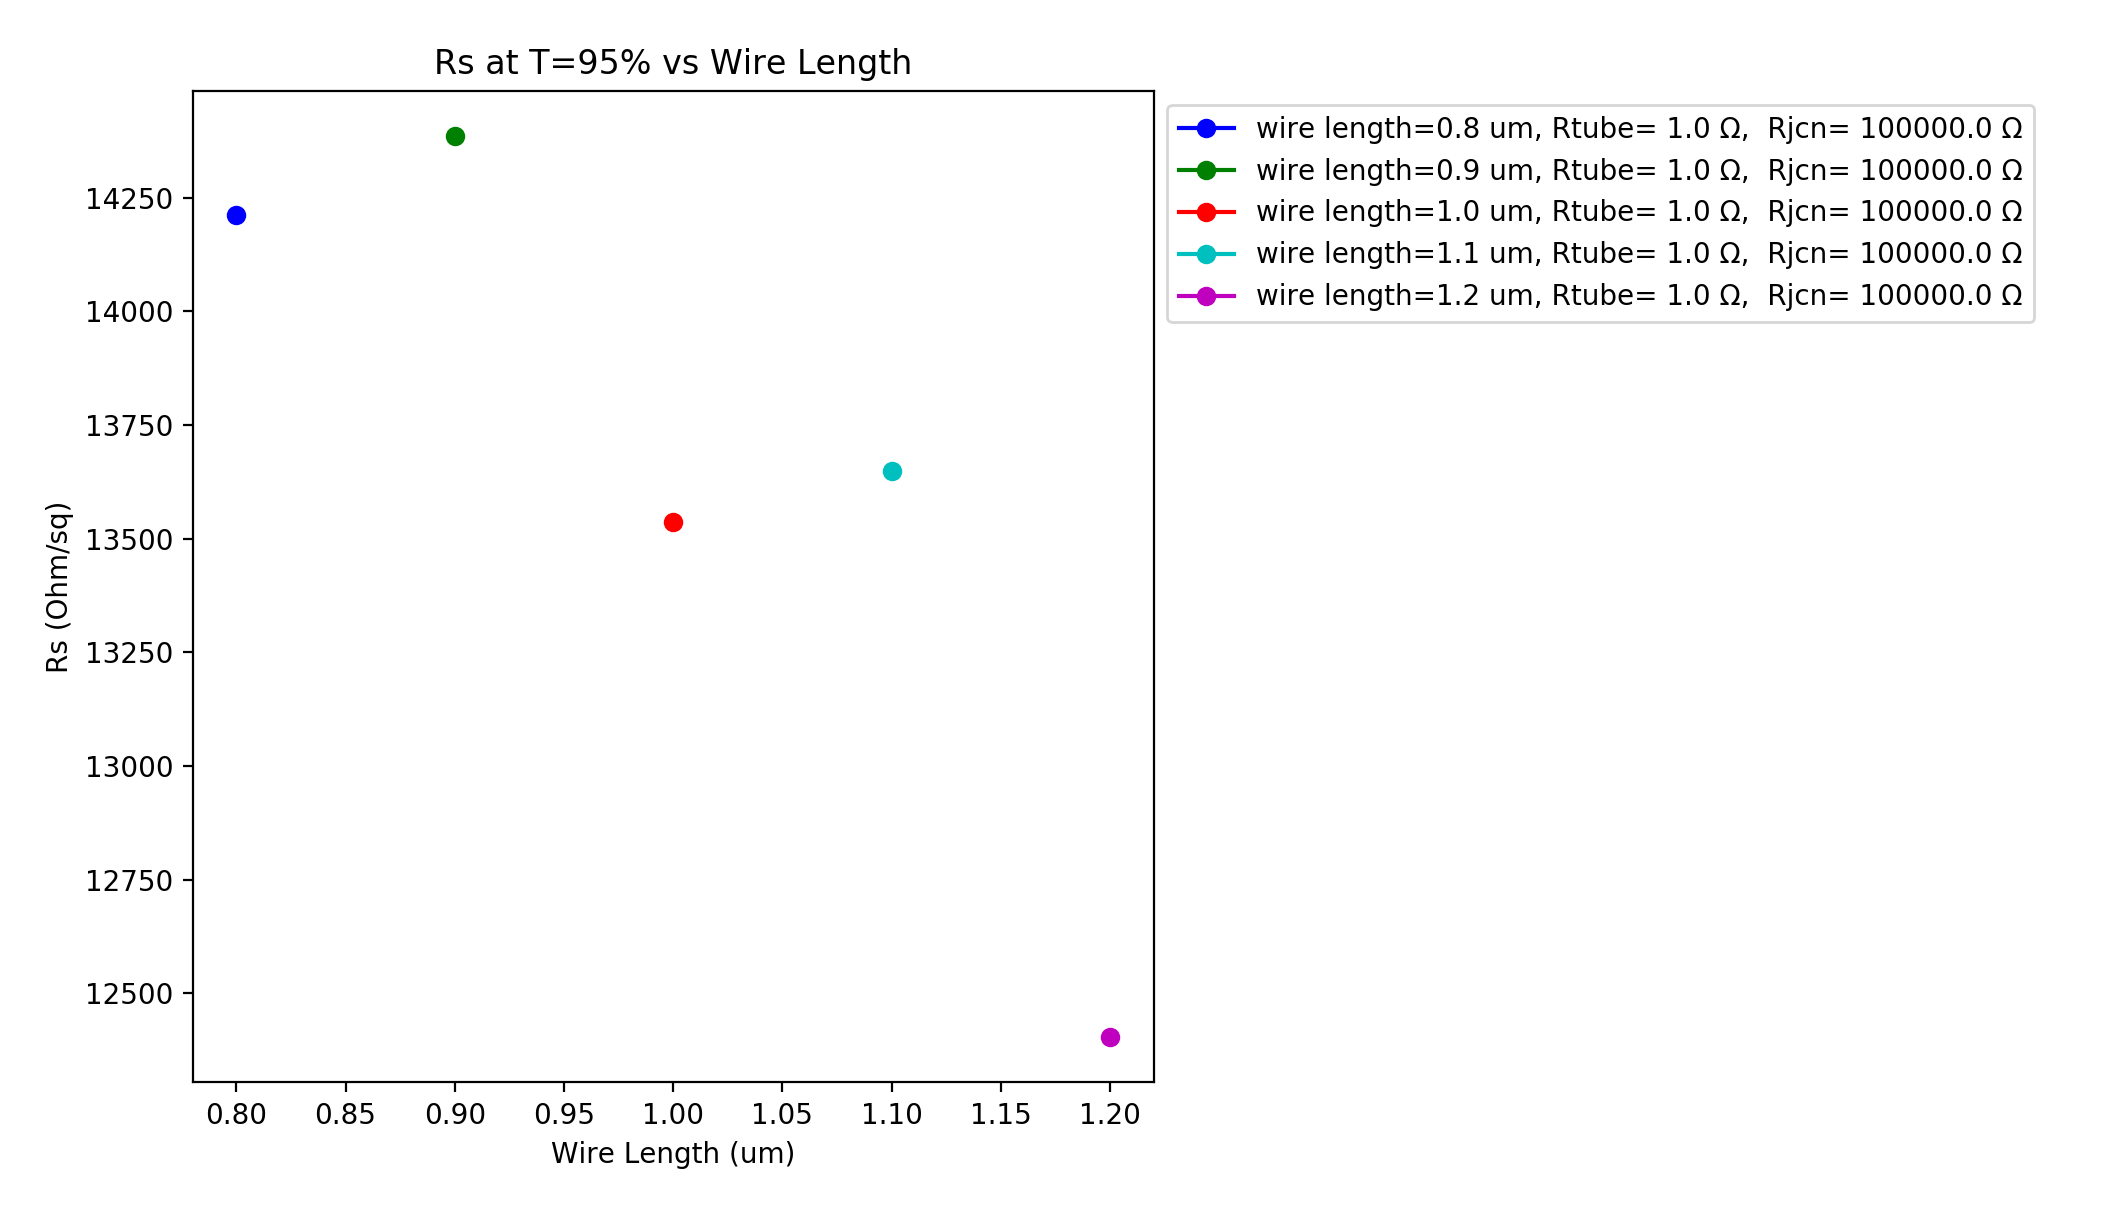 Rs at T=95% vs Wire Length
wire length=0.8 um, Rtube= 1.0 Ω,  Rjcn= 100000.0 Ω
wire length=0.9 um, Rtube= 1.0 Ω,  Rjcn= 100000.0 Ω
wire length=1.0 um, Rtube= 1.0 Ω,  Rjcn= 100000.0 Ω
wire length=1.1 um, Rtube= 1.0 Ω,  Rjcn= 100000.0 Ω
wire length=1.2 um, Rtube= 1.0 Ω,  Rjcn= 100000.0 Ω
Rs (Ohm/sq)
14250
14000
13750
13500
13250
13000
12750
12500
0.80 0.85 0.90 0.95 1.00 1.05 1.10 1.15 1.20
Wire Length (um)